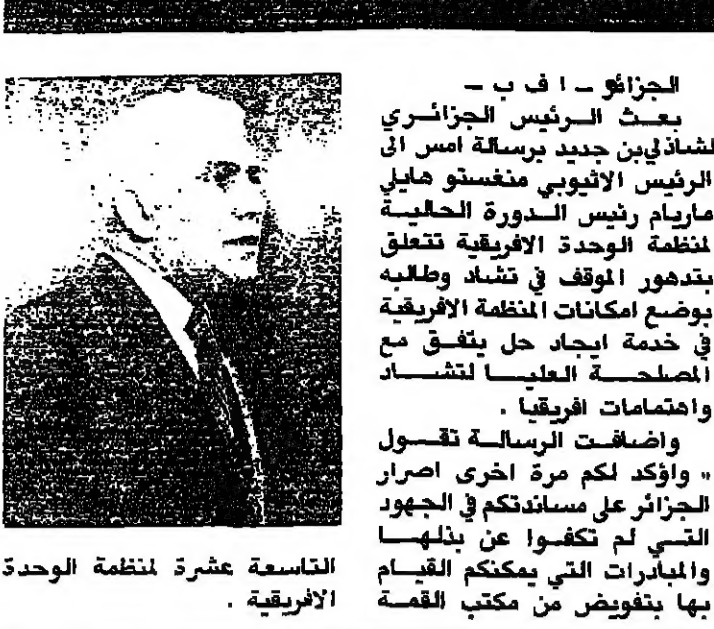 الجزائر ـ ا ف ب ـ
بعث الرئيس الجزائري
لشاذلي بن جديد برسالة امس الى
الرئيس الاثيوبي منغستو هايلي
ماريام رئيس الدورة الحالية
لمنظمة الوحدة الافريقية تتعلق
بتدهور الموقف في تشاد وطالبه
بوضع امكانات المنظمة الافريقية
في خدمة ايجاد حل يتفق مع
المصلحة العليا لتشاد
واهتمامات افريقيا .
واضافت الرسالة تقول
" واؤكد لكم مرة اخرى اصرار
الجزائر على مساندتكم في الجهود
التي لم تكفوا عن بذلها
والمبادرات التي يمكنكم القيام
بها بتفويض من مكتب القمة
التاسعة عشرة لمنظمة الوحدة
الافريقية .